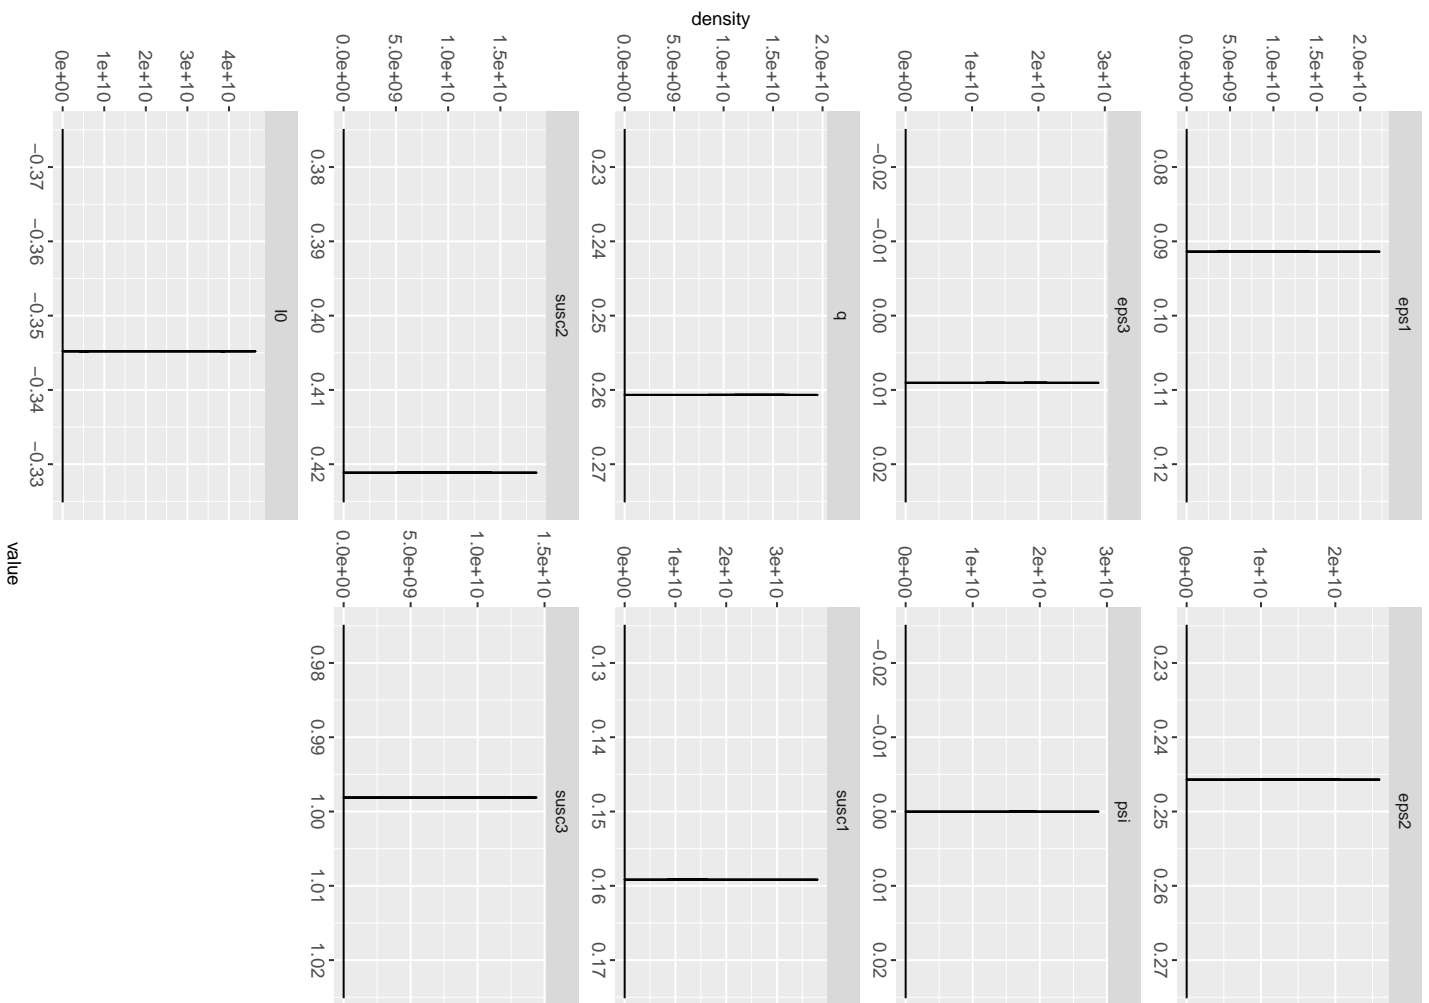 eps1
2.0e+10
1.5e+10
1.0e+10
5.0e+09
0.0e+00
0.08 0.09 0.10 0.11 0.12
eps2
2e+10
1e+10
0e+00
0.23 0.24 0.25 0.26 0.27
eps3
3e+10
2e+10
1e+10
0e+00
−0.02 −0.01 0.00 0.01 0.02
psi
3e+10
2e+10
1e+10
0e+00
−0.02 −0.01 0.00 0.01 0.02
density
q
2.0e+10
1.5e+10
1.0e+10
5.0e+09
0.0e+00
0.23 0.24 0.25 0.26 0.27
susc1
3e+10
2e+10
1e+10
0e+00
0.13 0.14 0.15 0.16 0.17
susc2
1.5e+10
1.0e+10
5.0e+09
0.0e+00
0.38 0.39 0.40 0.41 0.42
susc3
1.5e+10
1.0e+10
5.0e+09
0.0e+00
0.98 0.99 1.00 1.01 1.02
I0
4e+10
3e+10
2e+10
1e+10
0e+00
−0.37 −0.36 −0.35 −0.34 −0.33
value